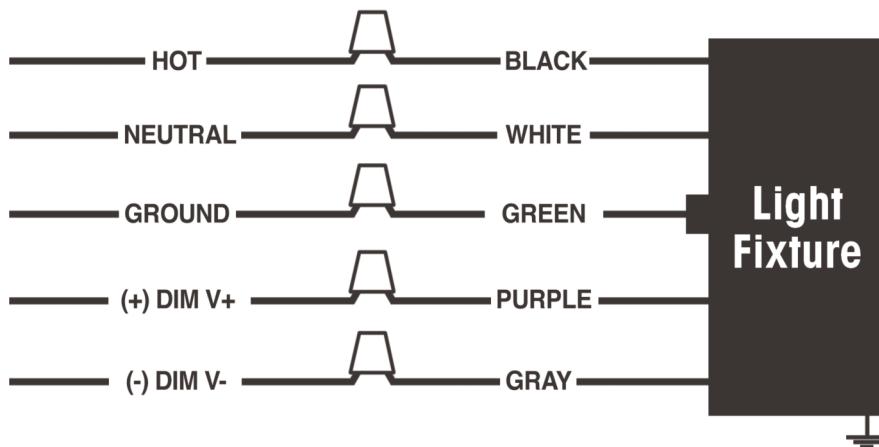 HOT BLACK
NEUTRAL WHITE
GROUND GREEN
(+) DIM V+ PURPLE
(-) DIM V- GRAY
Light
Fixture